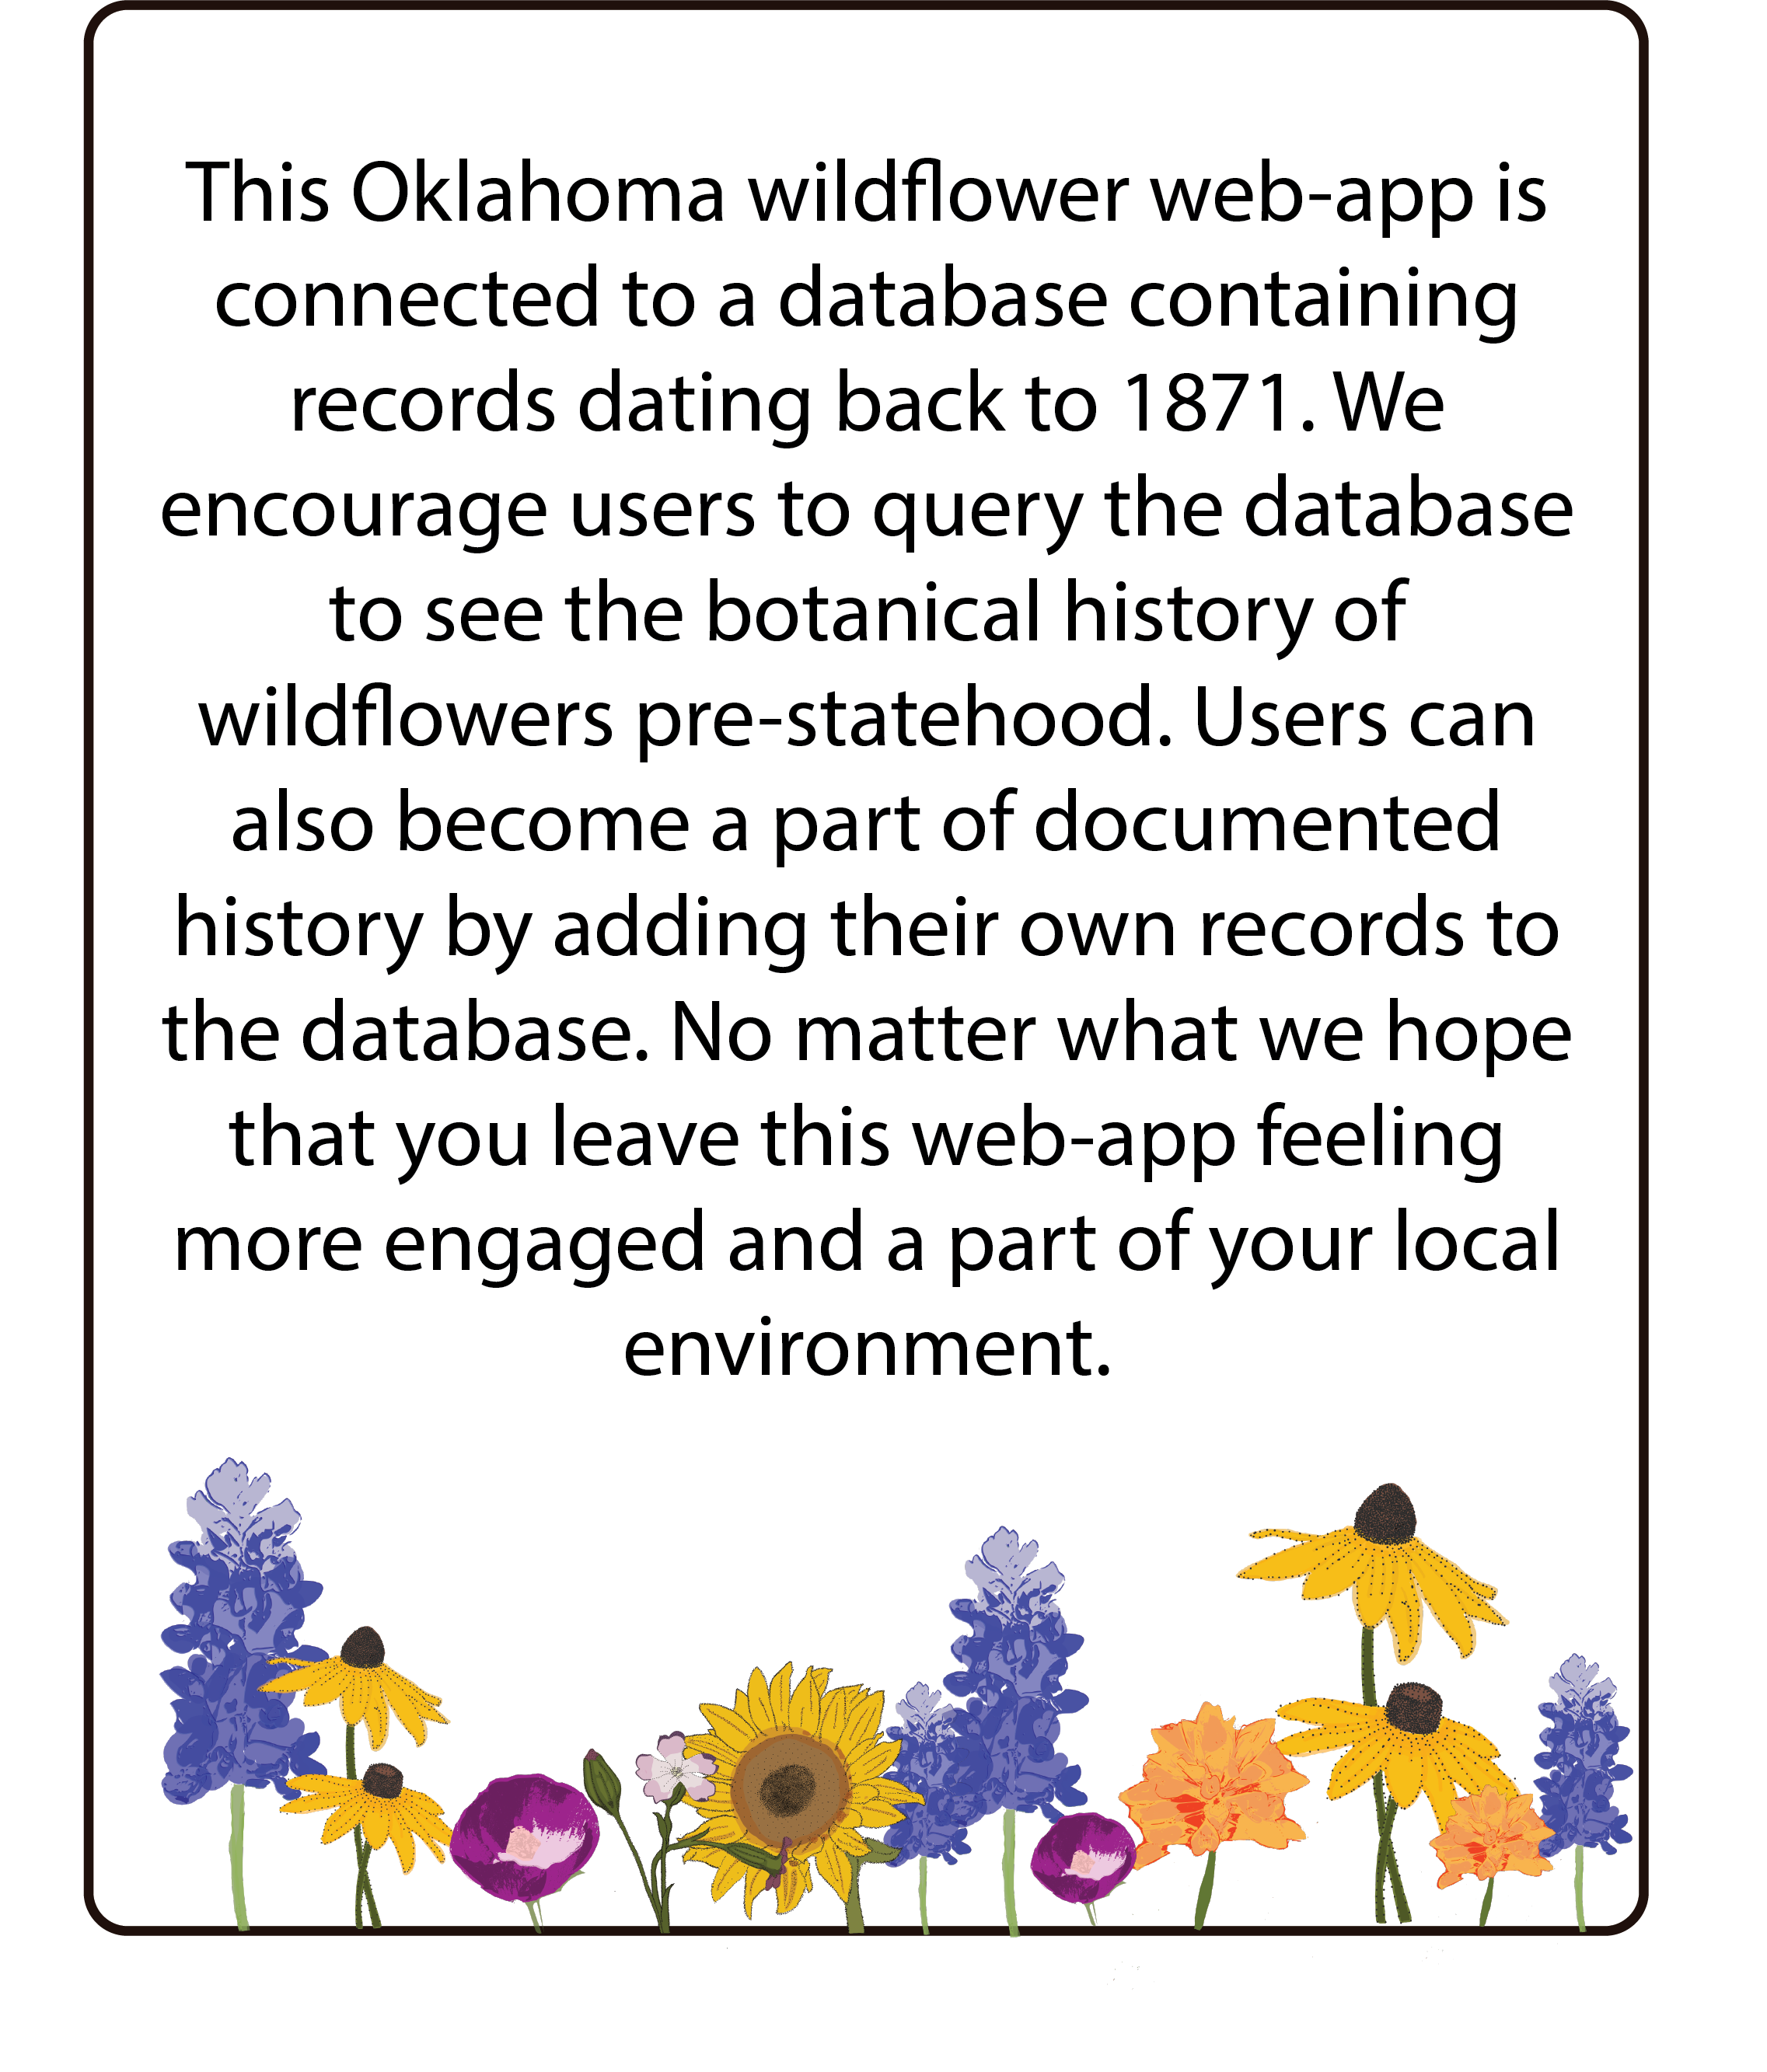 This Oklahoma wildflower web-app is
connected to a database containing
records dating back to 1871. We
encourage users to query the database
to see the botanical history of
wildflowers pre-statehood. Users can
also become a part of documented
history by adding their own records to
the database. No matter what we hope
that you leave this web-app feeling
more engaged and a part of your local
environment.